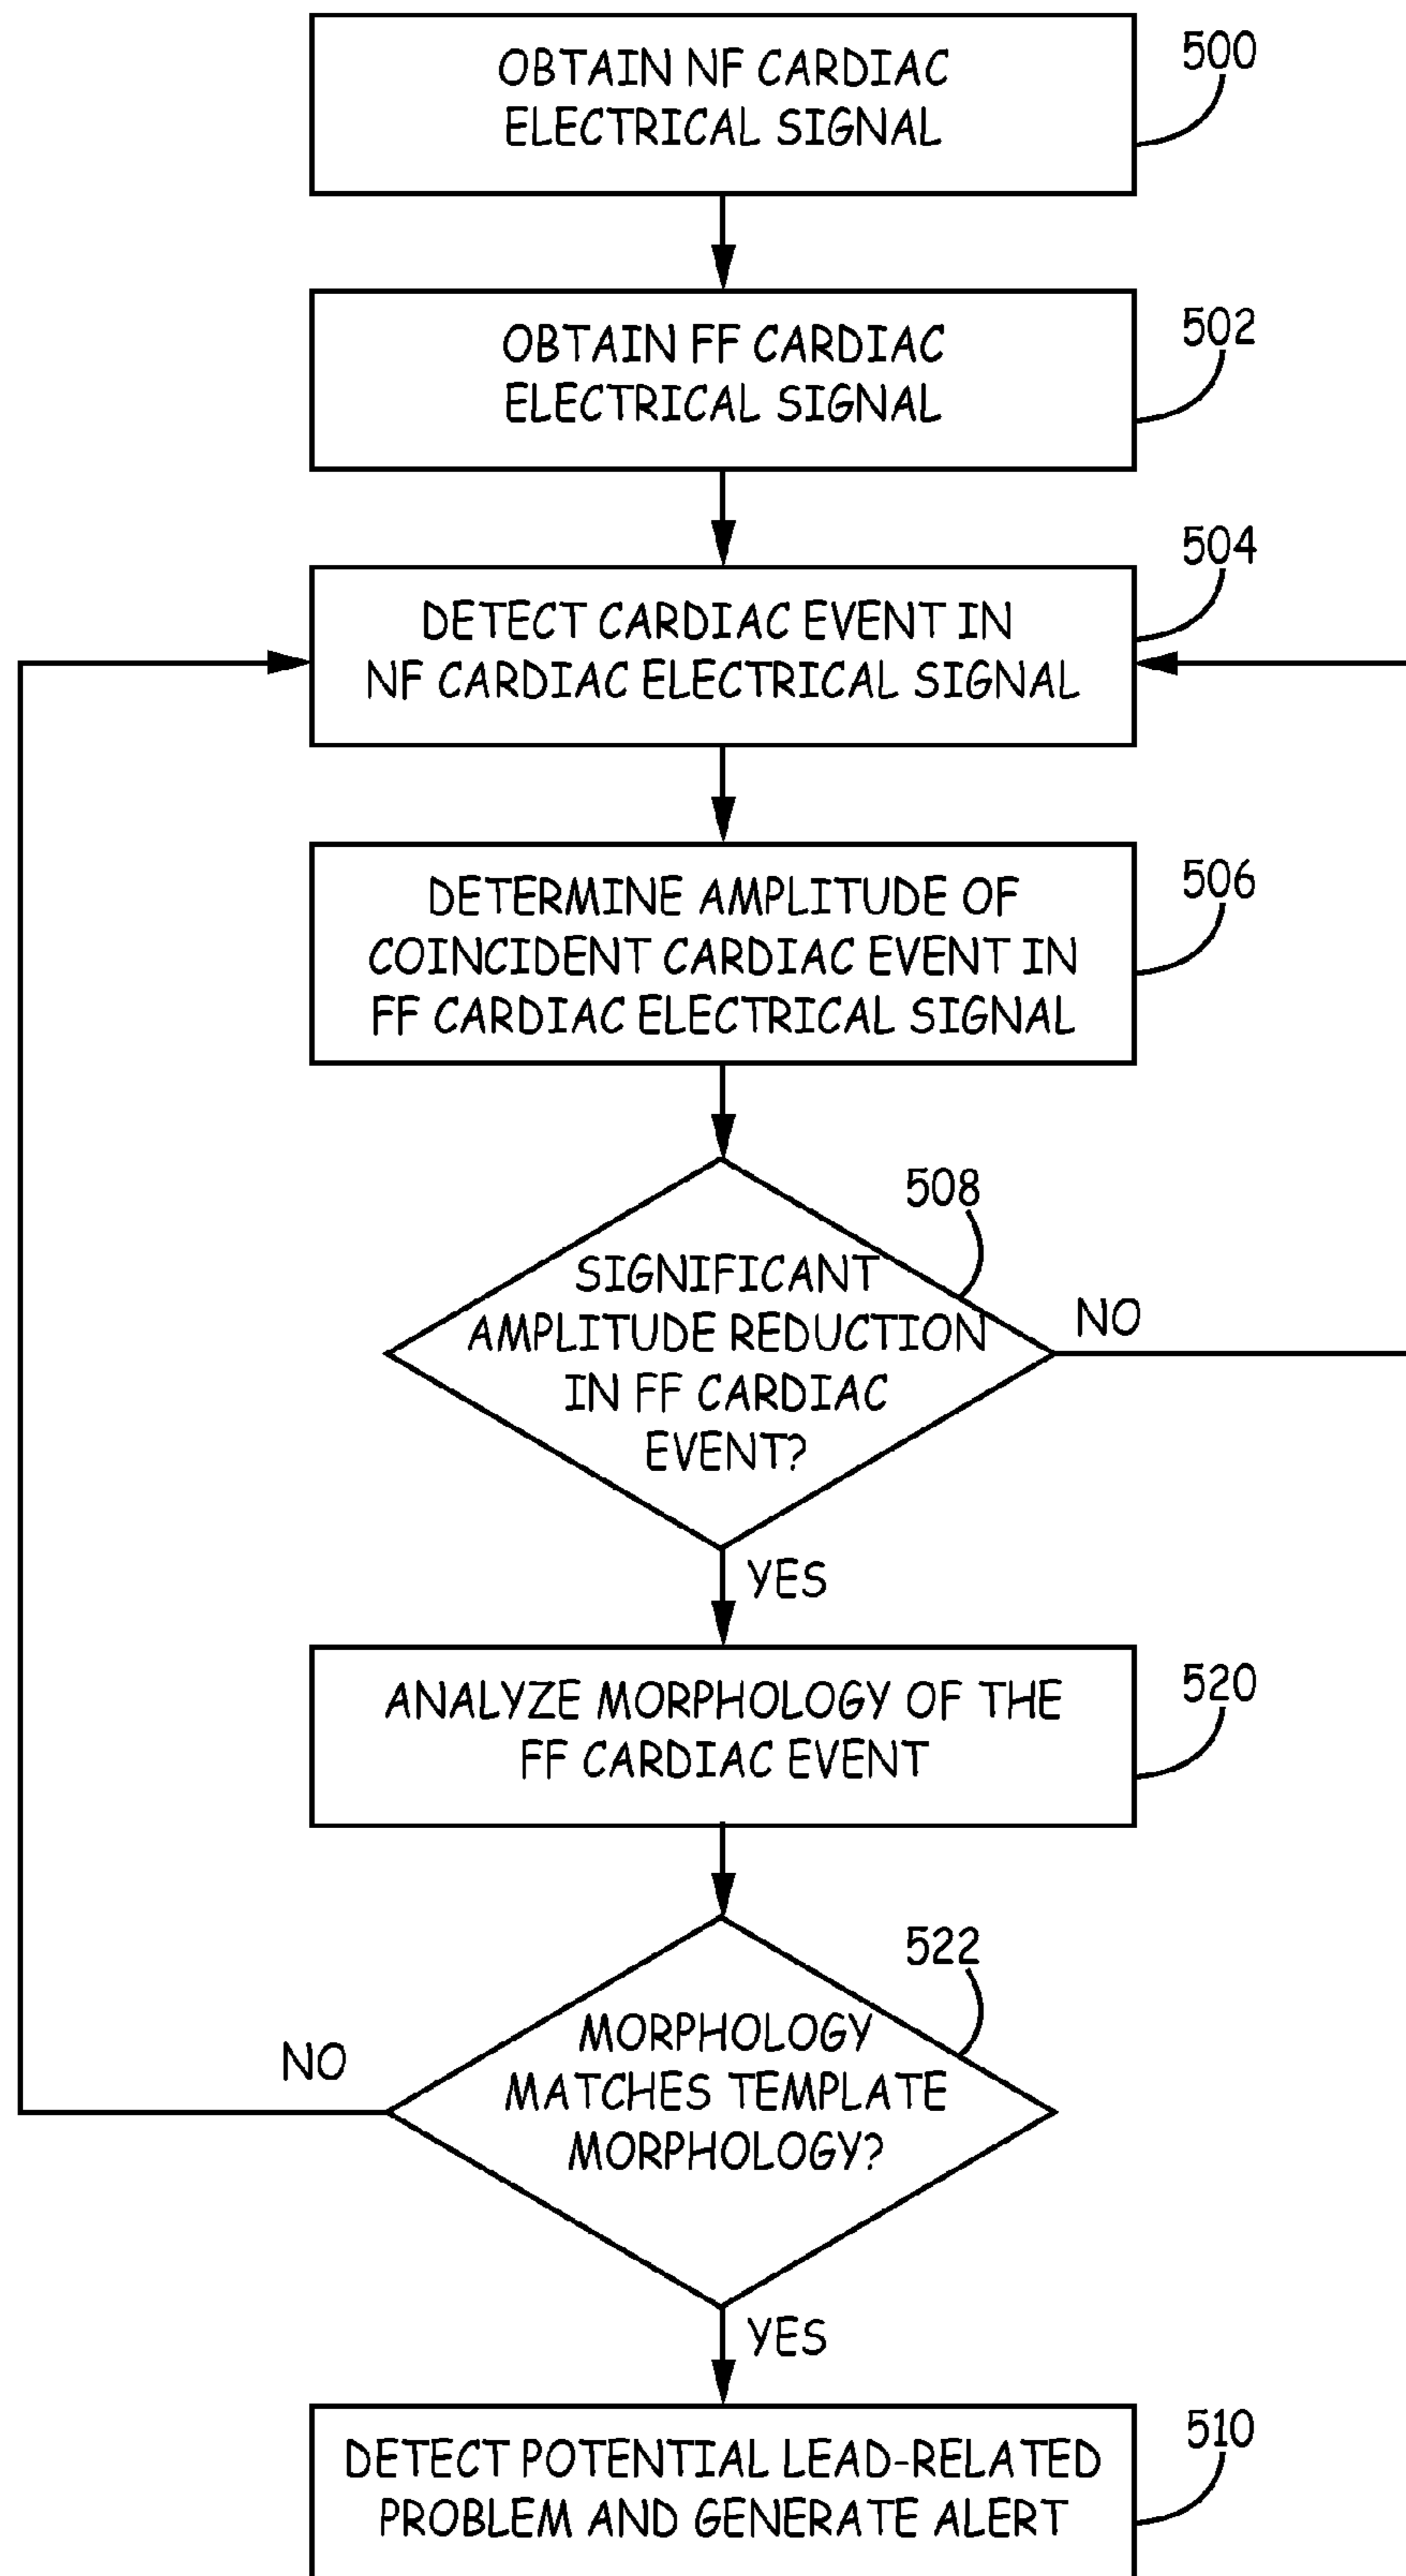 OBTAIN NF CARDIAC
ELECTRICAL SIGNAL
500
OBTAIN FF CARDIAC
ELECTRICAL SIGNAL
502
DETECT CARDIAC EVENT IN
NF CARDIAC ELECTRICAL SIGNAL
504
DETERMINE AMPLITUDE OF
COINCIDENT CARDIAC EVENT IN
FF CARDIAC ELECTRICAL SIGNAL
506
SIGNIFICANT
AMPLITUDE REDUCTION
IN FF CARDIAC
EVENT?
508
NO
YES
ANALYZE MORPHOLOGY OF THE
FF CARDIAC EVENT
520
MORPHOLOGY
MATCHES TEMPLATE
MORPHOLOGY?
522
NO
YES
DETECT POTENTIAL LEAD-RELATED
PROBLEM AND GENERATE ALERT
510